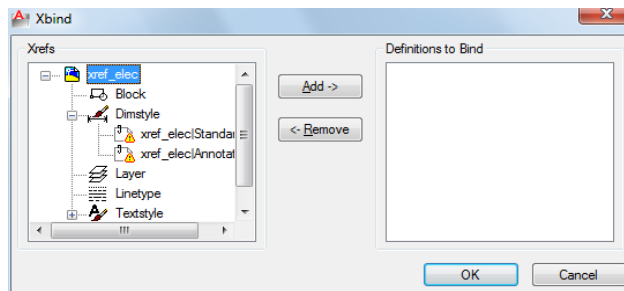 Xbind
Xrefs
Definitions to Bind
xref_elec
Block
Dimstyle
xref_elec|Standar
xref_elec|Annotat
Layer
Linetype
Textstyle
Add ->
<- Remove
OK
Cancel